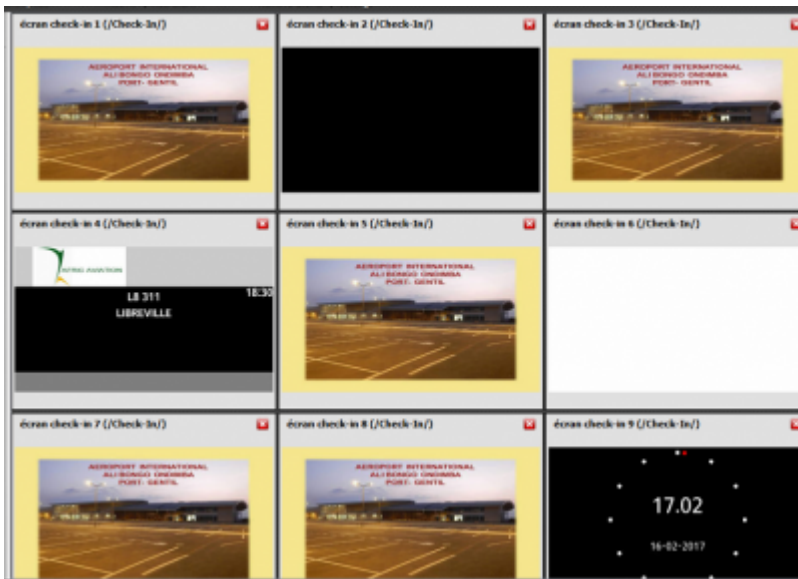 écran check-in 1 (/Check-In/)
AEROPORT INTERNATIONAL
ALI BONGO ONDIMBA
PORT- GENTIL
écran check-in 2 (/Check-In/)
écran check-in 3 (/Check-In/)
AEROPORT INTERNATIONAL
ALI BONGO ONDIMBA
PORT- GENTIL
écran check-in 4 (/Check-In/)
18:30
L8 311
LIBREVILLE
écran check-in 5 (/Check-In/)
AEROPORT INTERNATIONAL
ALI BONGO ONDIMBA
PORT- GENTIL
écran check-in 6 (/Check-In/)
écran check-in 7 (/Check-In/)
AEROPORT INTERNATIONAL
ALI BONGO ONDIMBA
PORT- GENTIL
écran check-in 8 (/Check-In/)
AEROPORT INTERNATIONAL
ALI BONGO ONDIMBA
PORT- GENTIL
écran check-in 9 (/Check-In/)
17.02
16-02-2017